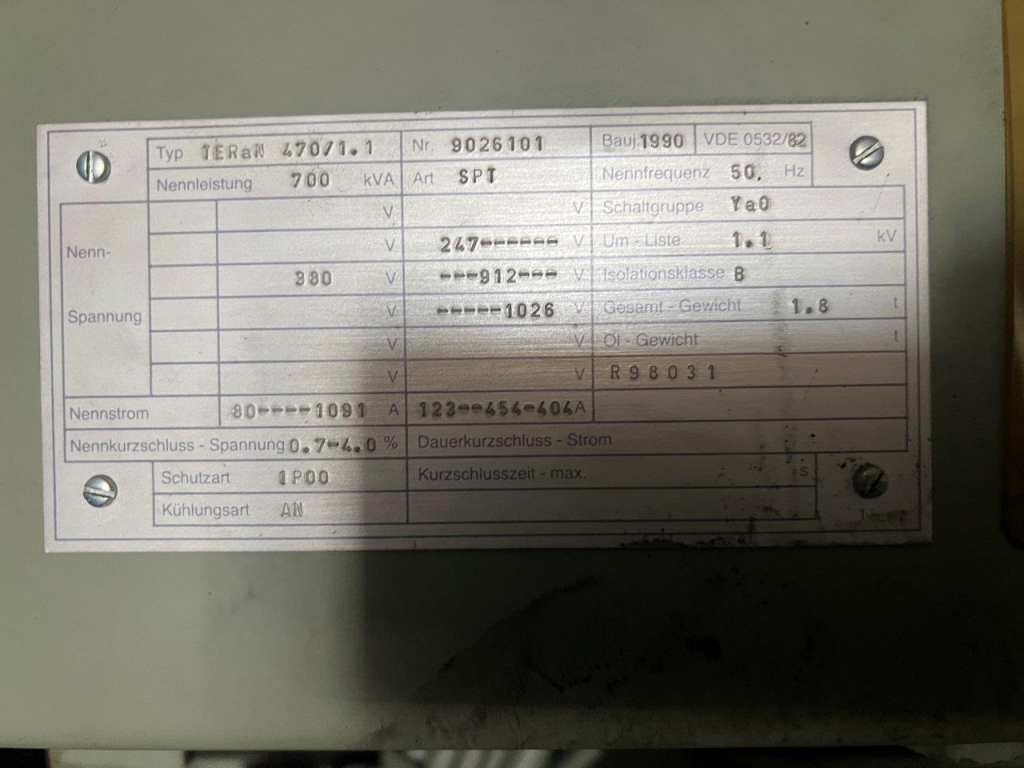 Typ TERaN 470/1.1 Nr. 9026101 Bauj. 1990 VDE 0532/82
Nennleistung 700 kVA Art SPT Nennfrequenz 50. Hz
V V Schaltgruppe Ya0
Nenn- V 247------ V Um - Liste 1.1 kV
380 V ---912--- V Isolationsklasse B
Spannung V -----1026 V Gesamt - Gewicht 1.8 t
V V Öl - Gewicht t
V V R98031
Nennstrom 80----1091 A 123--454-404 A
Nennkurzschluss - Spannung 0.7-4.0 % Dauerkurzschluss - Strom
Schutzart IP00 Kurzschlusszeit - max. s
Kühlungsart AN